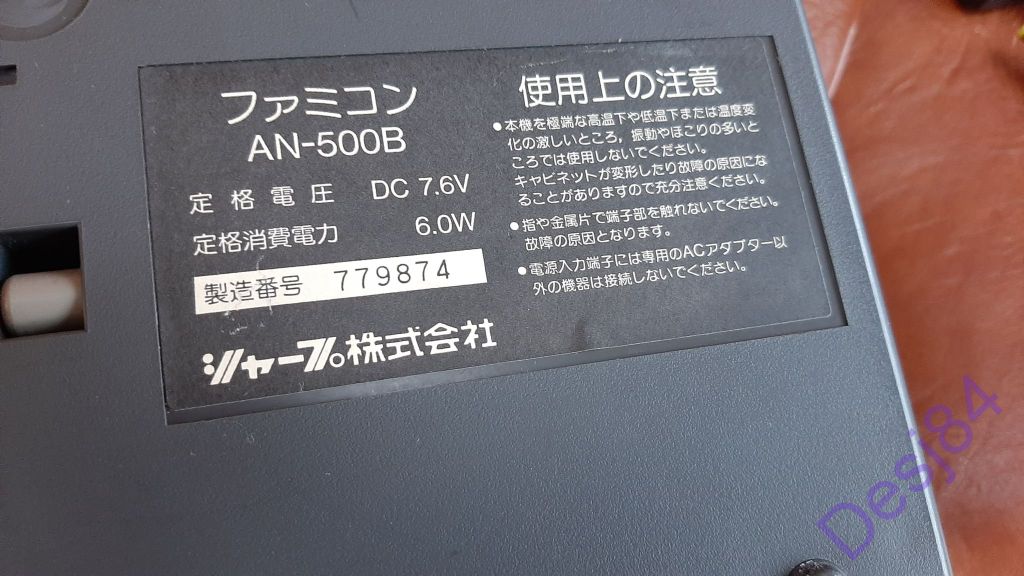 ファミコン
AN-500B
定格電圧 DC 7.6V
定格消費電力 6.0W
製造番号 779874
シャープ株式会社
使用上の注意
●本機を極端な高温下や低温下または温度変
化の激しいところ，振動やほこりの多いと
ころでは使用しないでください。
キャビネットが変形したり故障の原因にな
ることがありますので充分注意ください。
●指や金属片で端子部を触れないでください。
故障の原因となります。
●電源入力端子には専用のACアダプター以
外の機器は接続しないでください。
Desj84